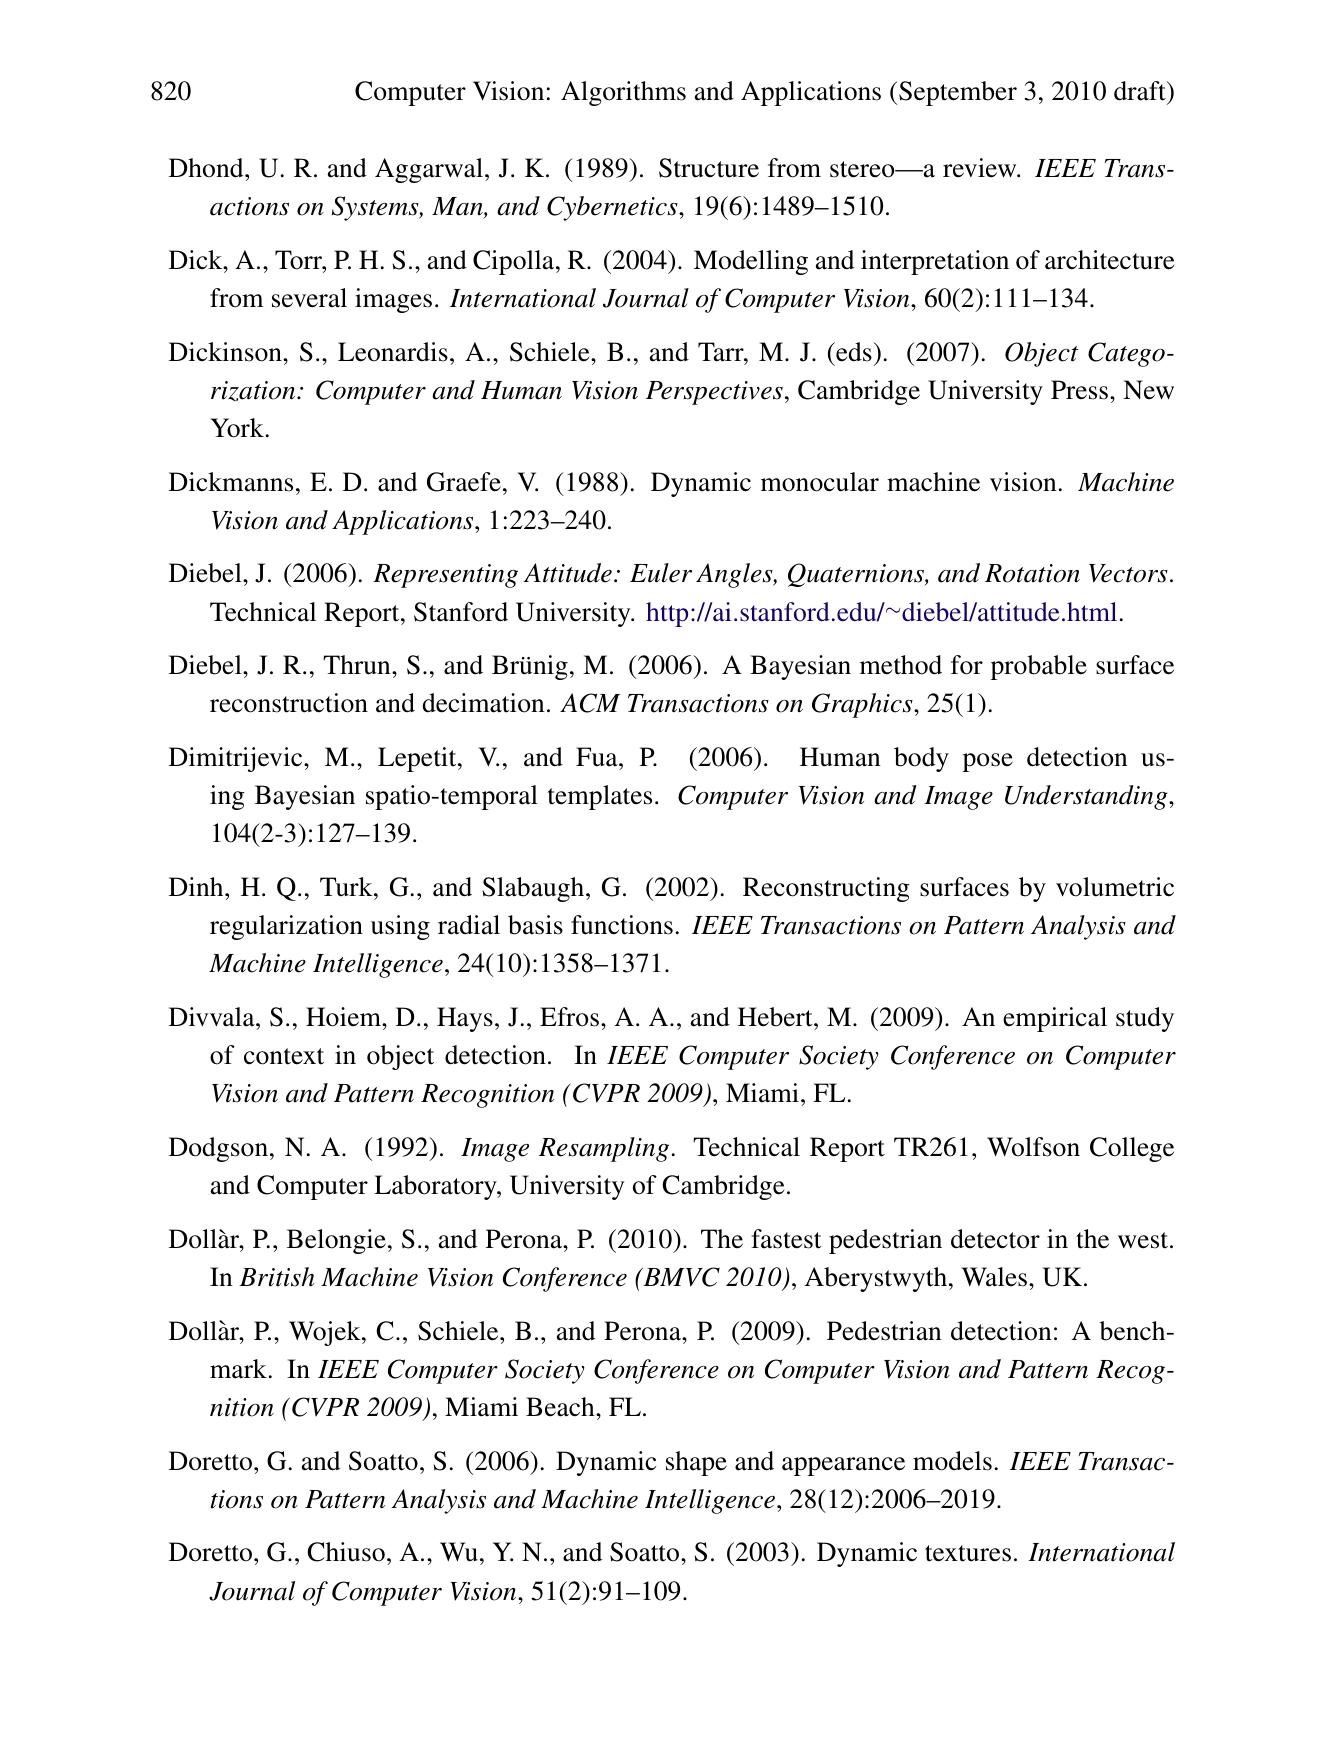 820 Computer Vision: Algorithms and Applications (September 3, 2010 draft)
Dhond, U. R. and Aggarwal, J. K. (1989). Structure from stereo—a review. IEEE Trans-
actions on Systems, Man, and Cybernetics, 19(6):1489–1510.
Dick, A., Torr, P. H. S., and Cipolla, R. (2004). Modelling and interpretation of architecture
from several images. International Journal of Computer Vision, 60(2):111–134.
Dickinson, S., Leonardis, A., Schiele, B., and Tarr, M. J. (eds). (2007). Object Catego-
rization: Computer and Human Vision Perspectives, Cambridge University Press, New
York.
Dickmanns, E. D. and Graefe, V. (1988). Dynamic monocular machine vision. Machine
Vision and Applications, 1:223–240.
Diebel, J. (2006). Representing Attitude: Euler Angles, Quaternions, and Rotation Vectors.
Technical Report, Stanford University. http://ai.stanford.edu/~diebel/attitude.html.
Diebel, J. R., Thrun, S., and Brünig, M. (2006). A Bayesian method for probable surface
reconstruction and decimation. ACM Transactions on Graphics, 25(1).
Dimitrijevic, M., Lepetit, V., and Fua, P. (2006). Human body pose detection us-
ing Bayesian spatio-temporal templates. Computer Vision and Image Understanding,
104(2-3):127–139.
Dinh, H. Q., Turk, G., and Slabaugh, G. (2002). Reconstructing surfaces by volumetric
regularization using radial basis functions. IEEE Transactions on Pattern Analysis and
Machine Intelligence, 24(10):1358–1371.
Divvala, S., Hoiem, D., Hays, J., Efros, A. A., and Hebert, M. (2009). An empirical study
of context in object detection. In IEEE Computer Society Conference on Computer
Vision and Pattern Recognition (CVPR 2009), Miami, FL.
Dodgson, N. A. (1992). Image Resampling. Technical Report TR261, Wolfson College
and Computer Laboratory, University of Cambridge.
Dollàr, P., Belongie, S., and Perona, P. (2010). The fastest pedestrian detector in the west.
In British Machine Vision Conference (BMVC 2010), Aberystwyth, Wales, UK.
Dollàr, P., Wojek, C., Schiele, B., and Perona, P. (2009). Pedestrian detection: A bench-
mark. In IEEE Computer Society Conference on Computer Vision and Pattern Recog-
nition (CVPR 2009), Miami Beach, FL.
Doretto, G. and Soatto, S. (2006). Dynamic shape and appearance models. IEEE Transac-
tions on Pattern Analysis and Machine Intelligence, 28(12):2006–2019.
Doretto, G., Chiuso, A., Wu, Y. N., and Soatto, S. (2003). Dynamic textures. International
Journal of Computer Vision, 51(2):91–109.